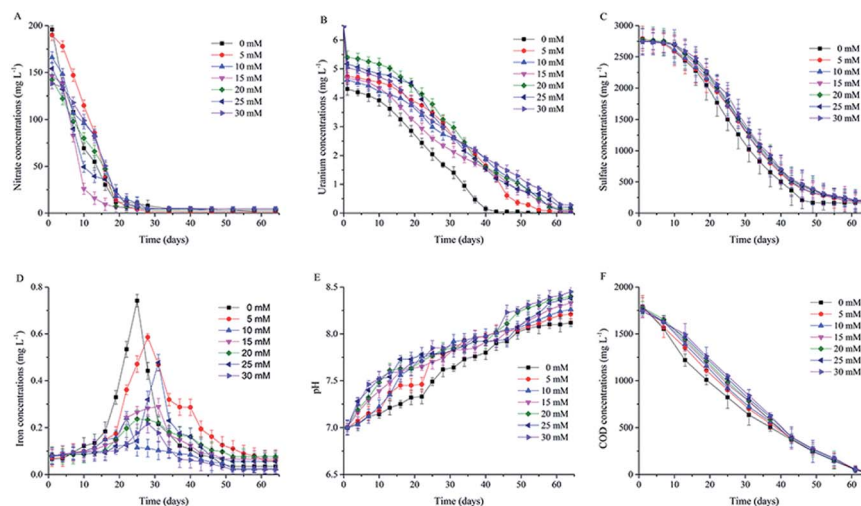 A
200
150
100
50
0
Nitrate concentrations (mg L⁻¹)
0 mM
5 mM
10 mM
15 mM
20 mM
25 mM
30 mM
0 10 20 30 40 50 60
Time (days)
B
6
5
4
3
2
1
0
Uranium concentrations (mg L⁻¹)
0 mM
5 mM
10 mM
15 mM
20 mM
25 mM
30 mM
0 10 20 30 40 50 60
Time (days)
C
3000
2750
2500
2250
2000
1750
1500
1250
1000
750
500
250
0
Sulfate concentrations (mg L⁻¹)
0 mM
5 mM
10 mM
15 mM
20 mM
25 mM
30 mM
0 10 20 30 40 50 60
Time (days)
D
0.8
0.6
0.4
0.2
0.0
Iron concentrations (mg L⁻¹)
0 mM
5 mM
10 mM
15 mM
20 mM
25 mM
30 mM
0 10 20 30 40 50 60
Time (days)
E
8.5
8.0
7.5
7.0
6.5
pH
0 mM
5 mM
10 mM
15 mM
20 mM
25 mM
30 mM
0 10 20 30 40 50 60
Time (days)
F
2000
1750
1500
1250
1000
750
500
250
0
COD concentrations (mg L⁻¹)
0 mM
5 mM
10 mM
15 mM
20 mM
25 mM
30 mM
0 10 20 30 40 50 60
Time (days)